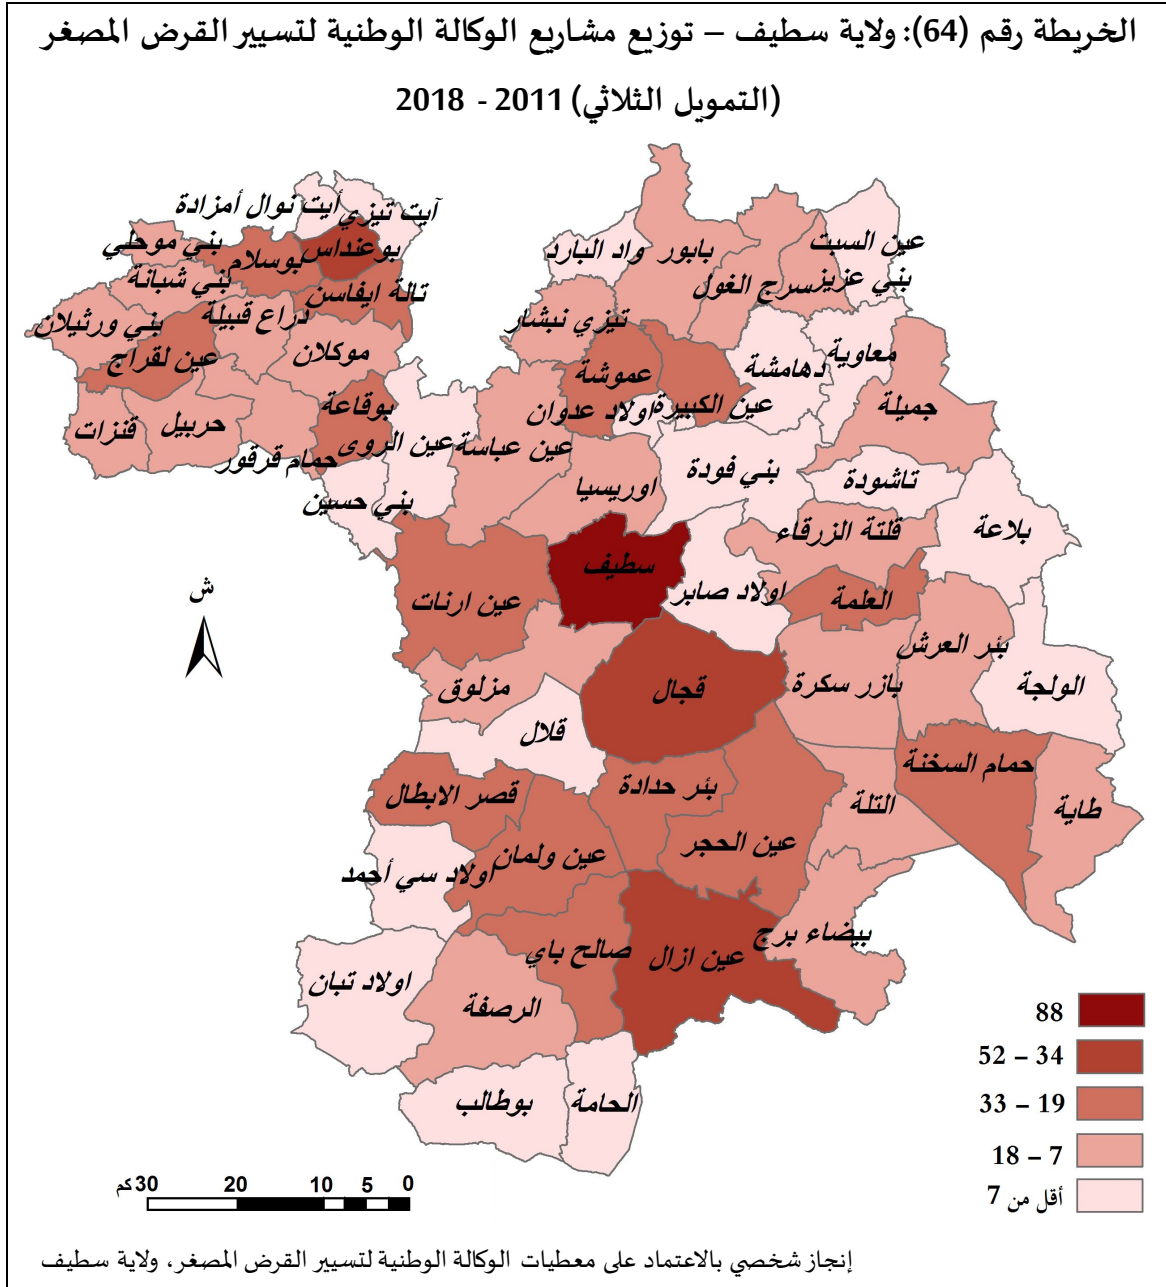 الخريطة رقم (64): ولاية سطيف – توزيع مشاريع الوكالة الوطنية لتسيير القرض المصغر
(التمويل الثلاثي) 2011 - 2018
أيت نوال أمزادة
آيت تيزي
بني موحلي
بوسلام
بوعنداس
بني شبانة
تالة ايفاسن
بني ورثيلان
دراع قبيلة
عين لقراج
موكلان
قنزات
حربيل
بوقاعة
حمام قرقور
عين الروى
بني حسين
واد البارد
بابور
عين السبت
سرج الغول
بني عزيز
تيزي نبشار
معاوية
دهامشة
عموشة
جميلة
اولاد عدوان
عين الكبيرة
عين عباسة
اوريسيا
بني فودة
تاشودة
قلتة الزرقاء
بلاعة
سطيف
اولاد صابر
العلمة
عين ارنات
بئر العرش
مزلوق
قجال
بازر سكرة
الولجة
قلال
حمام السخنة
قصر الابطال
بئر حدادة
التلة
طاية
عين ولمان
عين الحجر
اولاد سي أحمد
صالح باي
عين ازال
بيضاء برج
اولاد تبان
الرصفة
بوطالب
الحامة
ش
88
52 – 34
33 – 19
18 – 7
أقل من 7
كم 30 20 10 5 0
إنجاز شخصي بالاعتماد على معطيات الوكالة الوطنية لتسيير القرض المصغر، ولاية سطيف